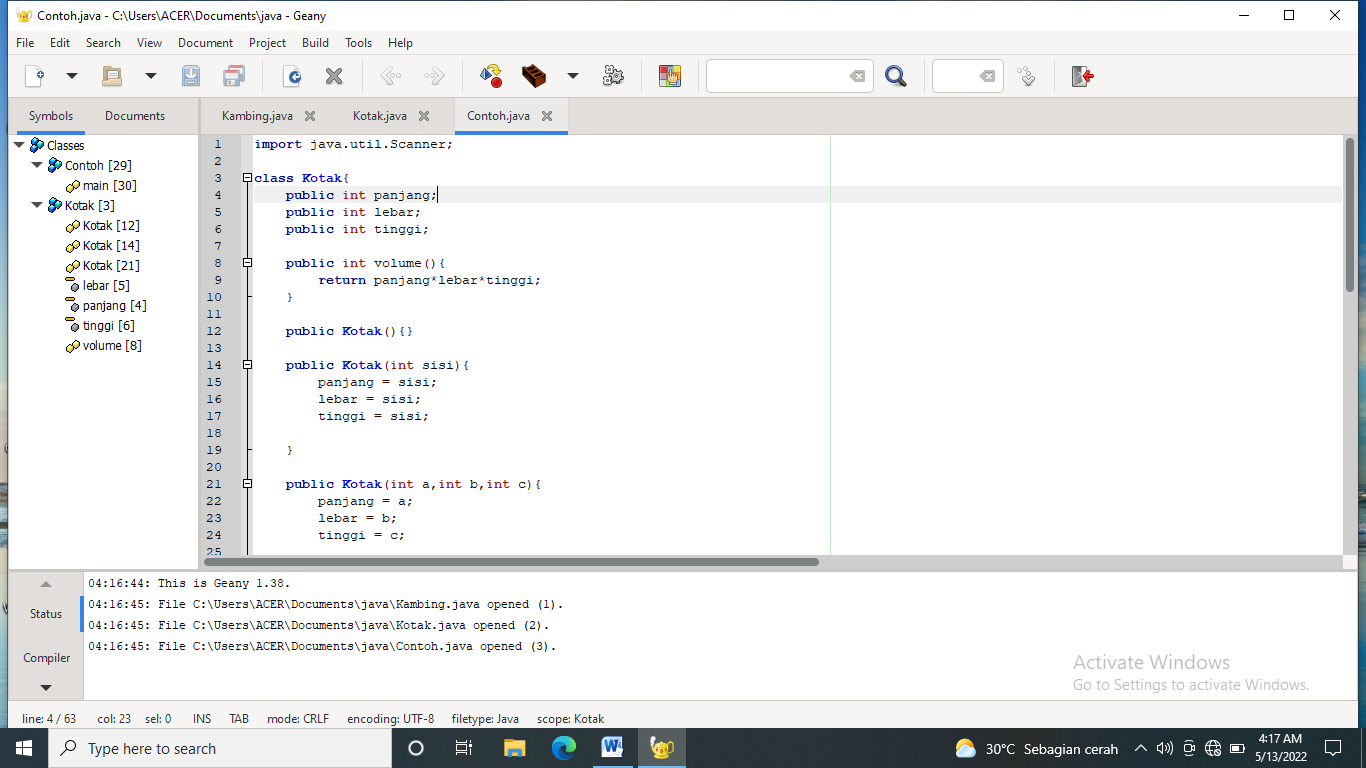 Contoh.java - C:\Users\ACER\Documents\java - Geany
File Edit Search View Document Project Build Tools Help
Symbols Documents
Kambing.java Kotak.java Contoh.java
Classes
Contoh [29]
main [30]
Kotak [3]
Kotak [12]
Kotak [14]
Kotak [21]
lebar [5]
panjang [4]
tinggi [6]
volume [8]
1 import java.util.Scanner;
2
3 class Kotak{
4 public int panjang;
5 public int lebar;
6 public int tinggi;
7
8 public int volume(){
9 return panjang*lebar*tinggi;
10 }
11
12 public Kotak(){}
13
14 public Kotak(int sisi){
15 panjang = sisi;
16 lebar = sisi;
17 tinggi = sisi;
18
19 }
20
21 public Kotak(int a,int b,int c){
22 panjang = a;
23 lebar = b;
24 tinggi = c;
25
Status
Compiler
04:16:44: This is Geany 1.38.
04:16:45: File C:\Users\ACER\Documents\java\Kambing.java opened (1).
04:16:45: File C:\Users\ACER\Documents\java\Kotak.java opened (2).
04:16:45: File C:\Users\ACER\Documents\java\Contoh.java opened (3).
Activate Windows
Go to Settings to activate Windows.
line: 4 / 63 col: 23 sel: 0 INS TAB mode: CRLF encoding: UTF-8 filetype: Java scope: Kotak
Type here to search
30°C Sebagian cerah
4:17 AM
5/13/2022